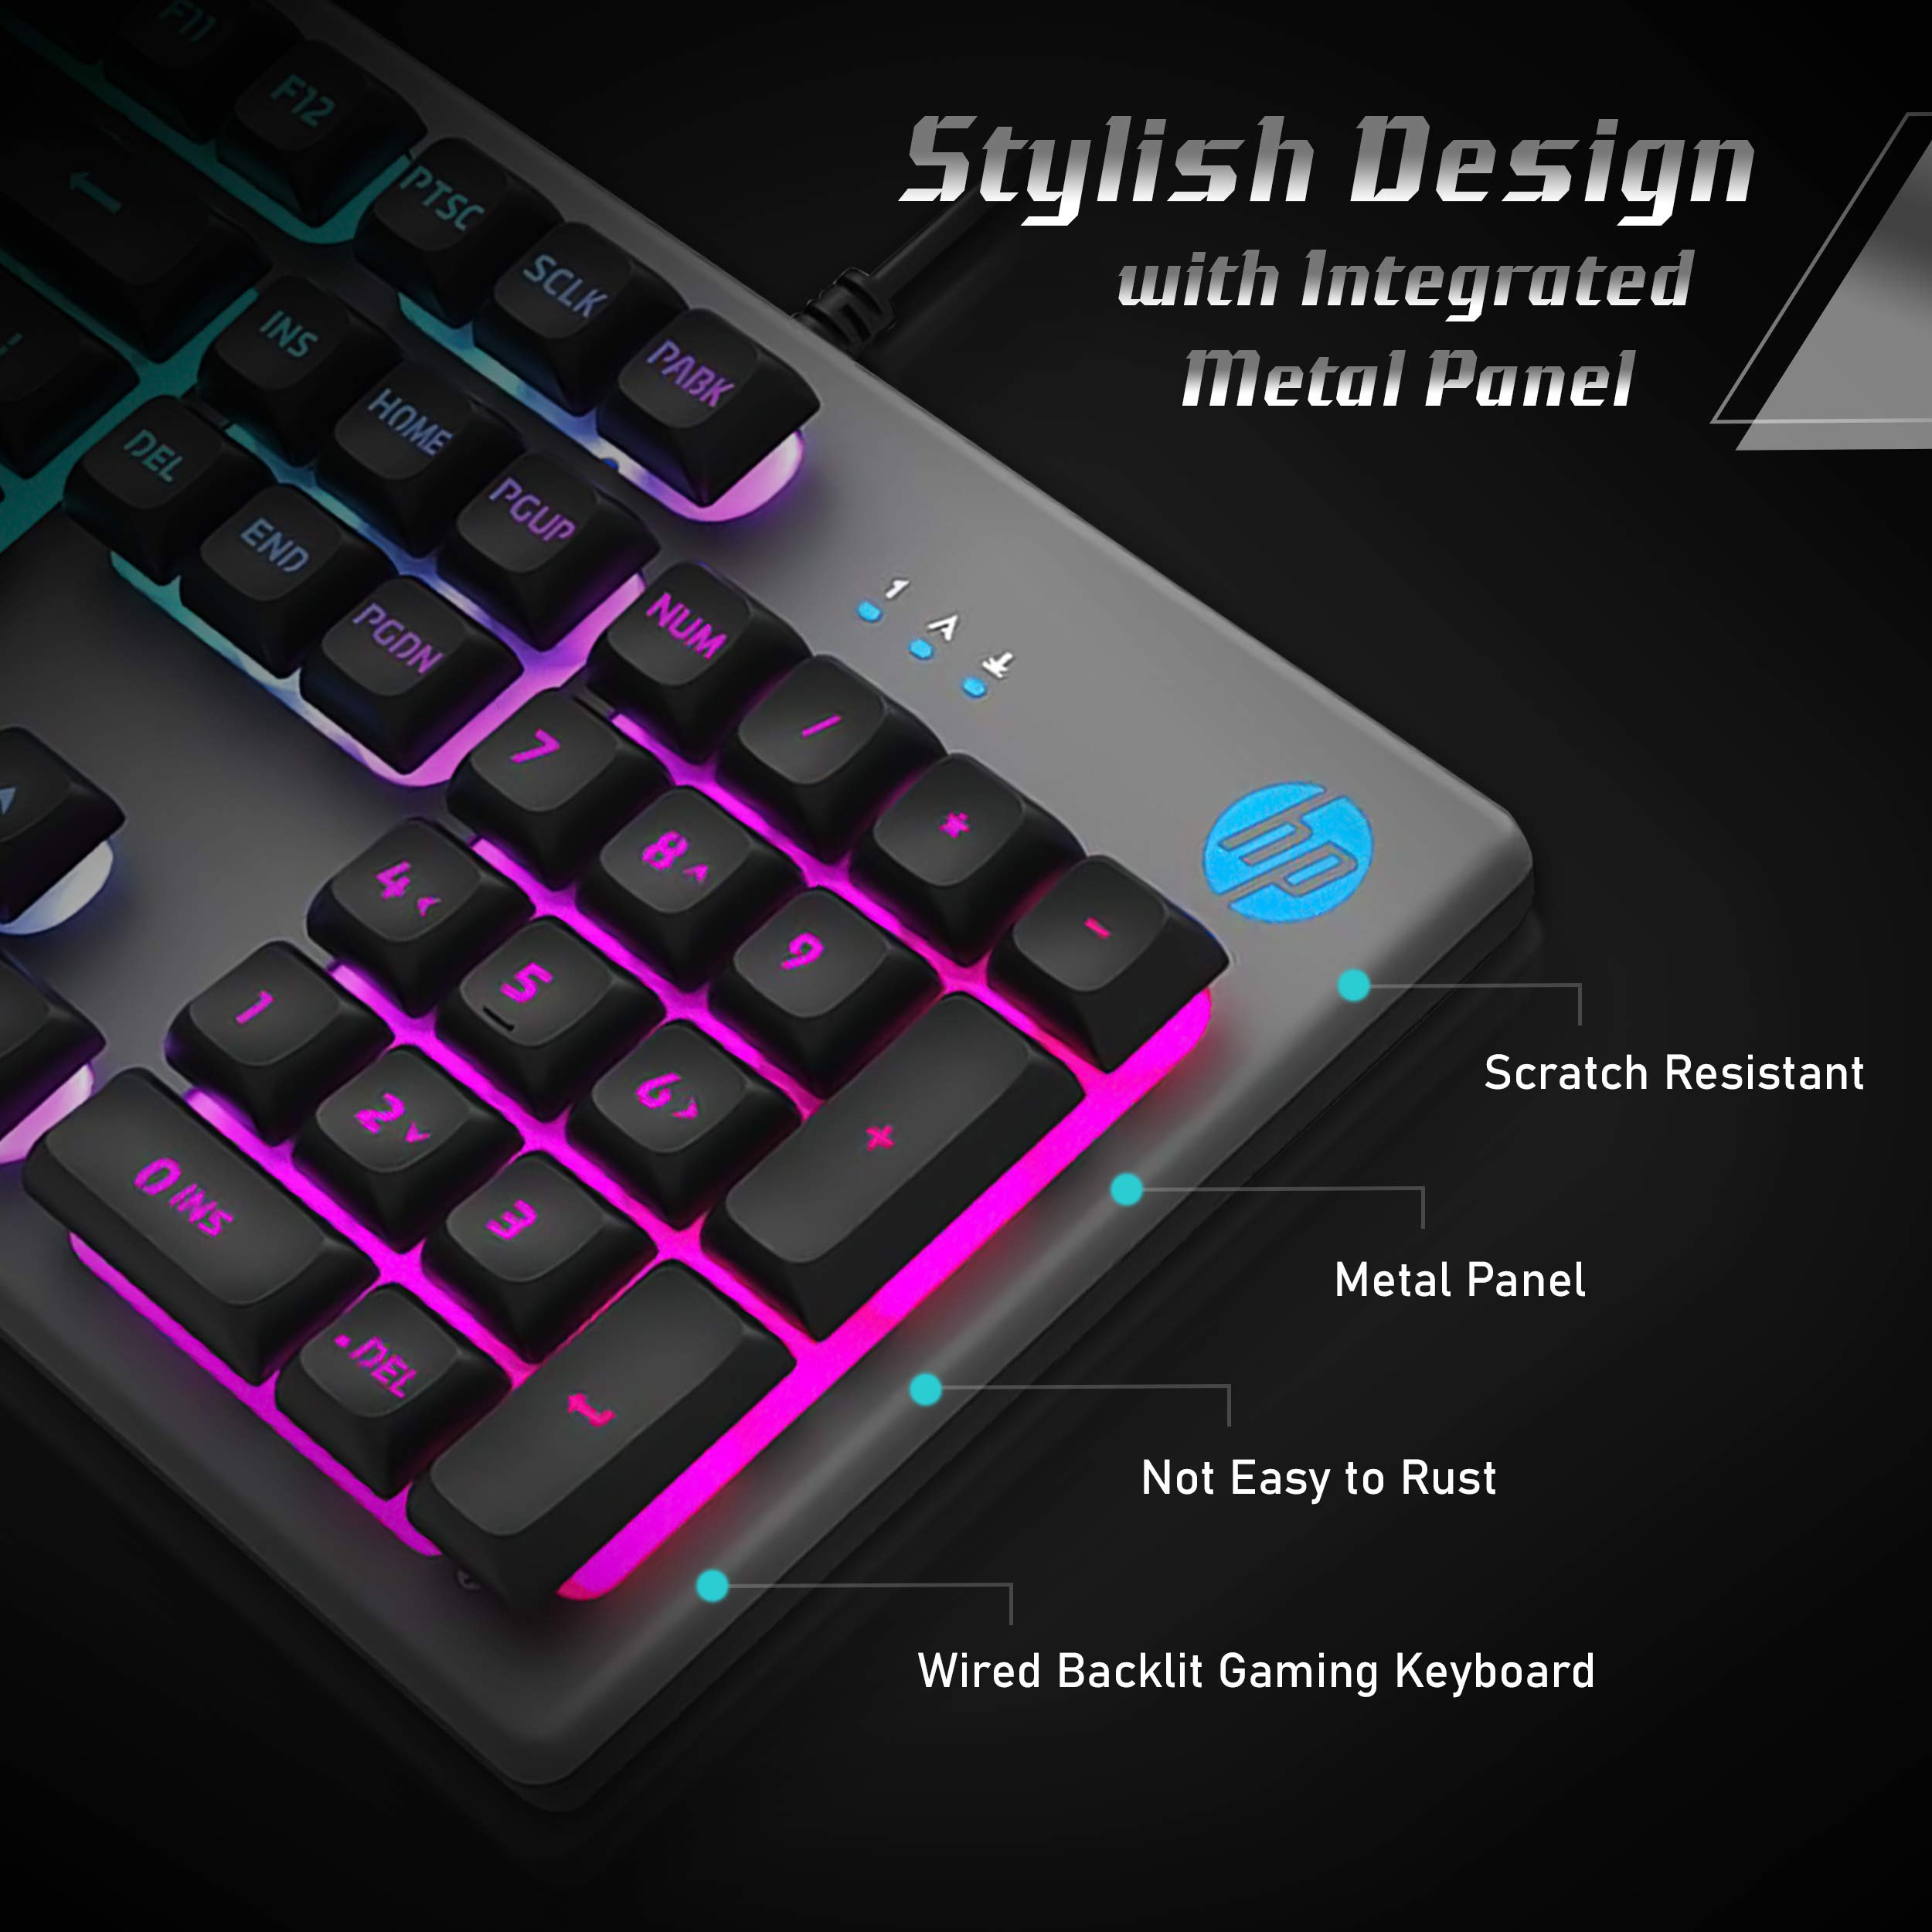 Stylish Design
with Integrated
Metal Panel
F11
F12
PTSC
SCLK
PABK
INS
HOME
PGUP
DEL
END
PGDN
1
A
NUM
/
*
-
7
8
9
+
4
5
6
1
2
3
0 INS
.DEL
hp
Scratch Resistant
Metal Panel
Not Easy to Rust
Wired Backlit Gaming Keyboard